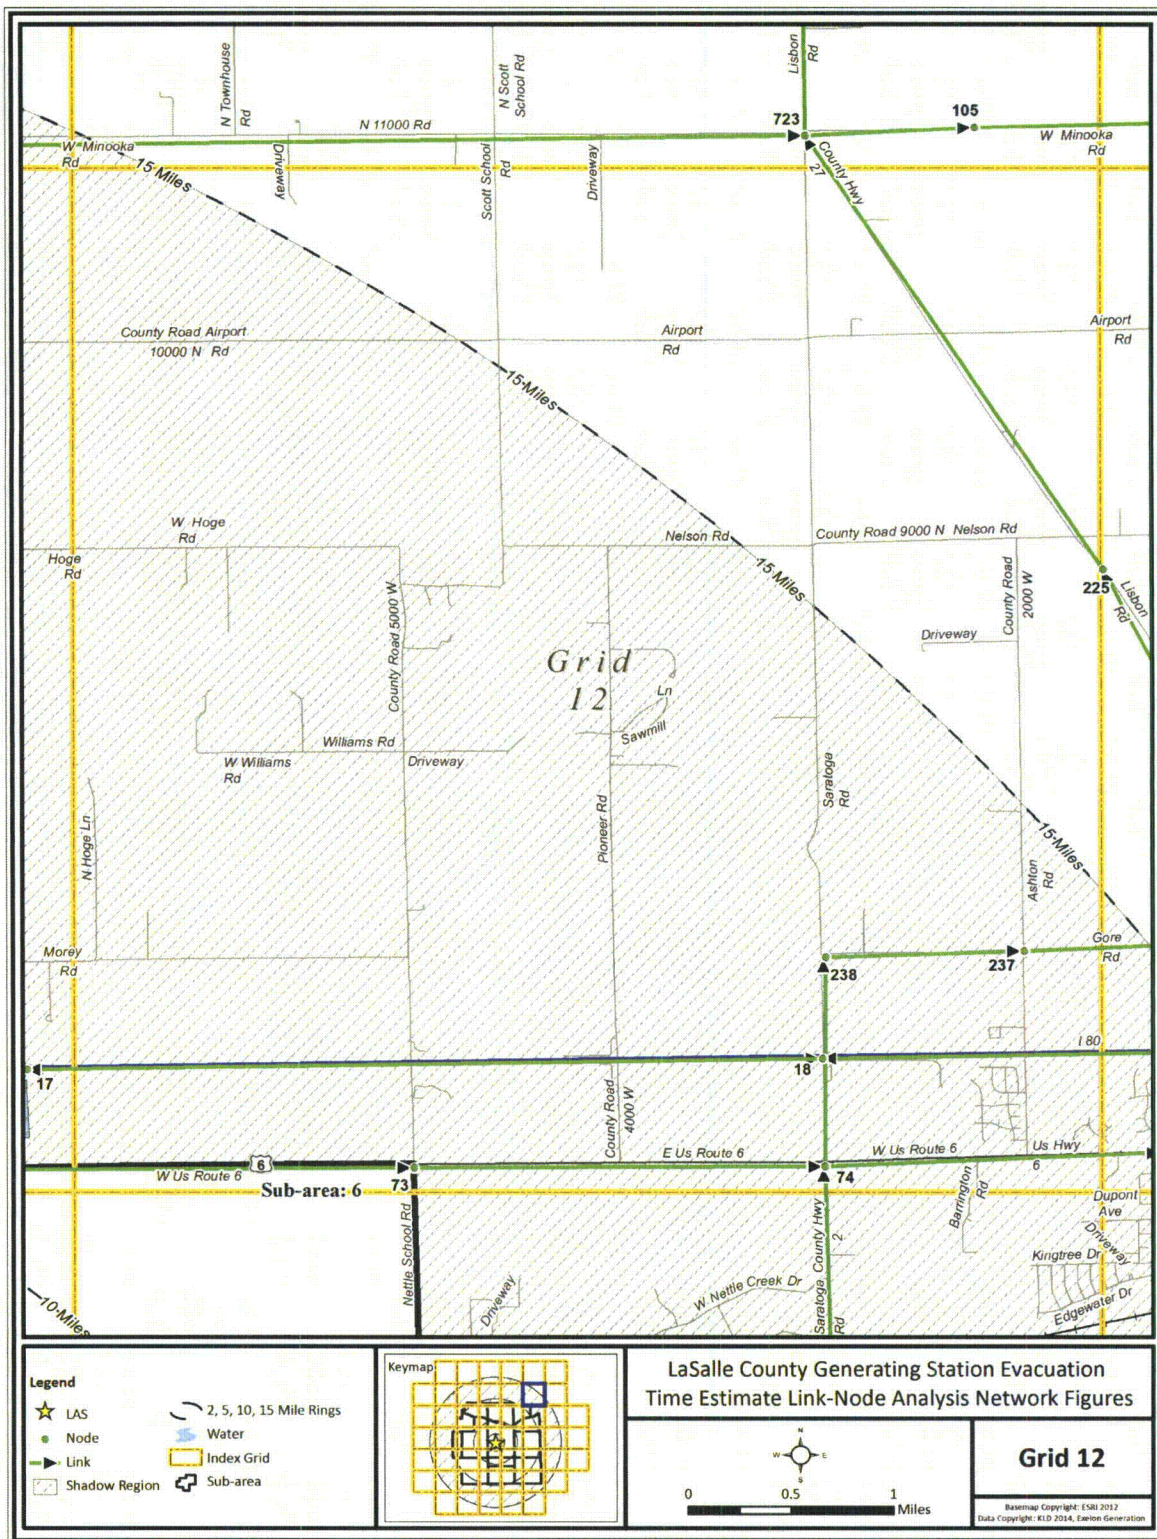 N Townhouse
Rd
N Scott
School Rd
Lisbon
Rd
N 11000 Rd
723
105
W Minooka
Rd
W Minooka
Rd
15 Miles
Driveway
Scott School
Rd
Driveway
County Hwy
27
County Road Airport
10000 N Rd
Airport
Rd
Airport
Rd
15 Miles
W Hoge
Rd
Hoge
Rd
Nelson Rd
County Road 9000 N Nelson Rd
15 Miles
County Road 5000 W
County Road
2000 W
225
Lisbon
Rd
Driveway
Grid
12
Ln
Sawmill
Williams Rd
W Williams
Rd
Driveway
Saratoga
Rd
N Hoge Ln
Pioneer Rd
15 Miles
Ashton
Rd
Morey
Rd
Gore
Rd
238
237
I 80
17
18
County Road
4000 W
W Us Route 6
6
E Us Route 6
W Us Route 6
Us Hwy
6
Sub-area: 6
73
74
Nettle School Rd
Saratoga County Hwy
2
Rd
Barrington
Rd
Dupont
Ave
Driveway
Kingtree Dr
Edgewater Dr
W Nettle Creek Dr
Driveway
10 Miles
Legend
LAS
Node
Link
Shadow Region
2, 5, 10, 15 Mile Rings
Water
Index Grid
Sub-area
Keymap
LaSalle County Generating Station Evacuation
Time Estimate Link-Node Analysis Network Figures
N
W E
S
0 0.5 1
Miles
Grid 12
Basemap Copyright: ESRI 2012
Data Copyright: KLD 2014, Exelon Generation